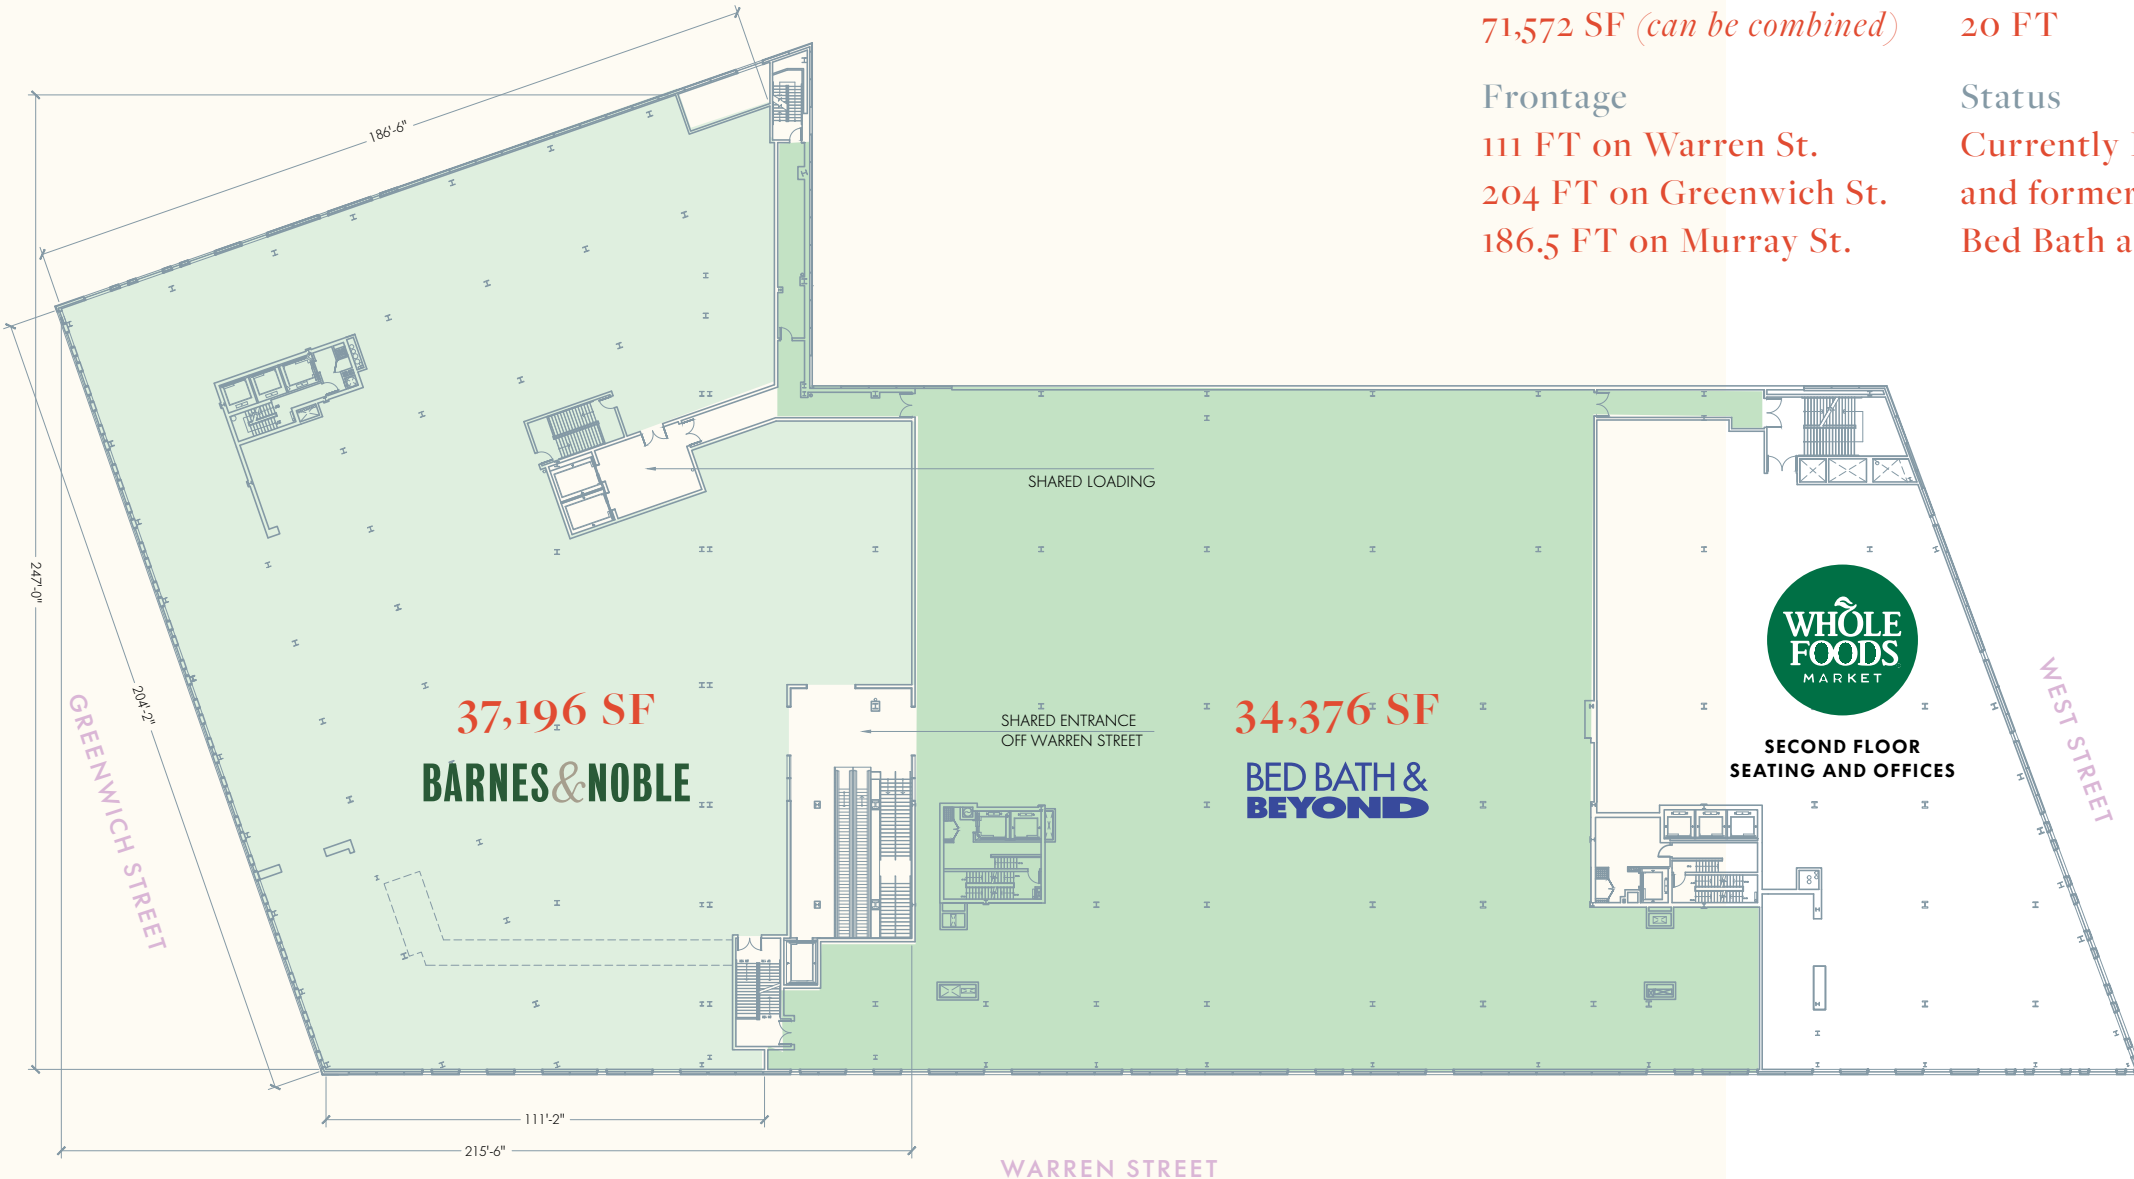 71,572 SF (can be combined)
20 FT
Frontage
111 FT on Warren St.
204 FT on Greenwich St.
186.5 FT on Murray St.
Status
Currently
and former
Bed Bath a
186'-6"
247'-0"
204'-2"
GREENWICH STREET
SHARED LOADING
37,196 SF
BARNES&NOBLE
SHARED ENTRANCE
OFF WARREN STREET
34,376 SF
BED BATH &
BEYOND
WHOLE
FOODS
MARKET
SECOND FLOOR
SEATING AND OFFICES
WEST STREET
111'-2"
215'-6"
WARREN STREET